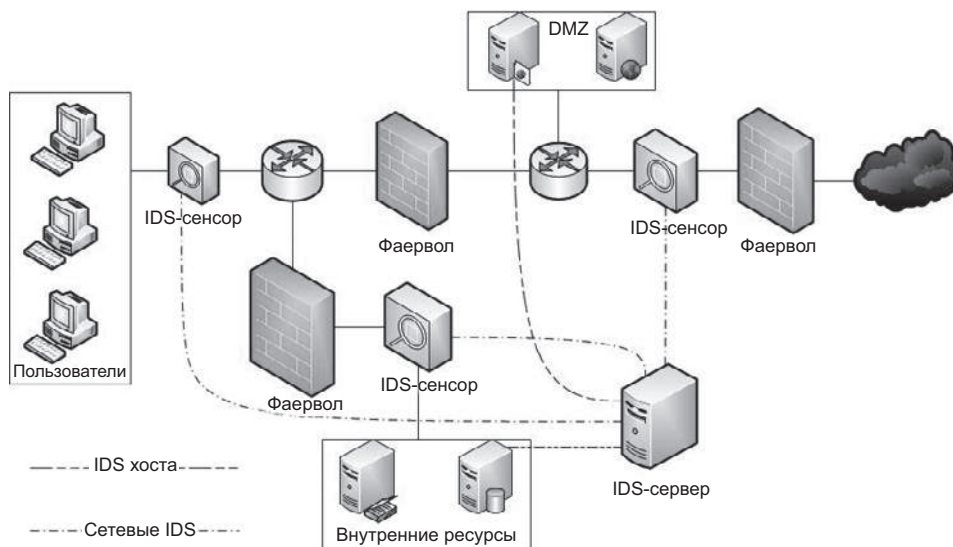 DMZ
IDS-сенсор
Фаервол
IDS-сенсор
Фаервол
Пользователи
Фаервол
IDS-сенсор
IDS хоста
IDS-сервер
Сетевые IDS
Внутренние ресурсы